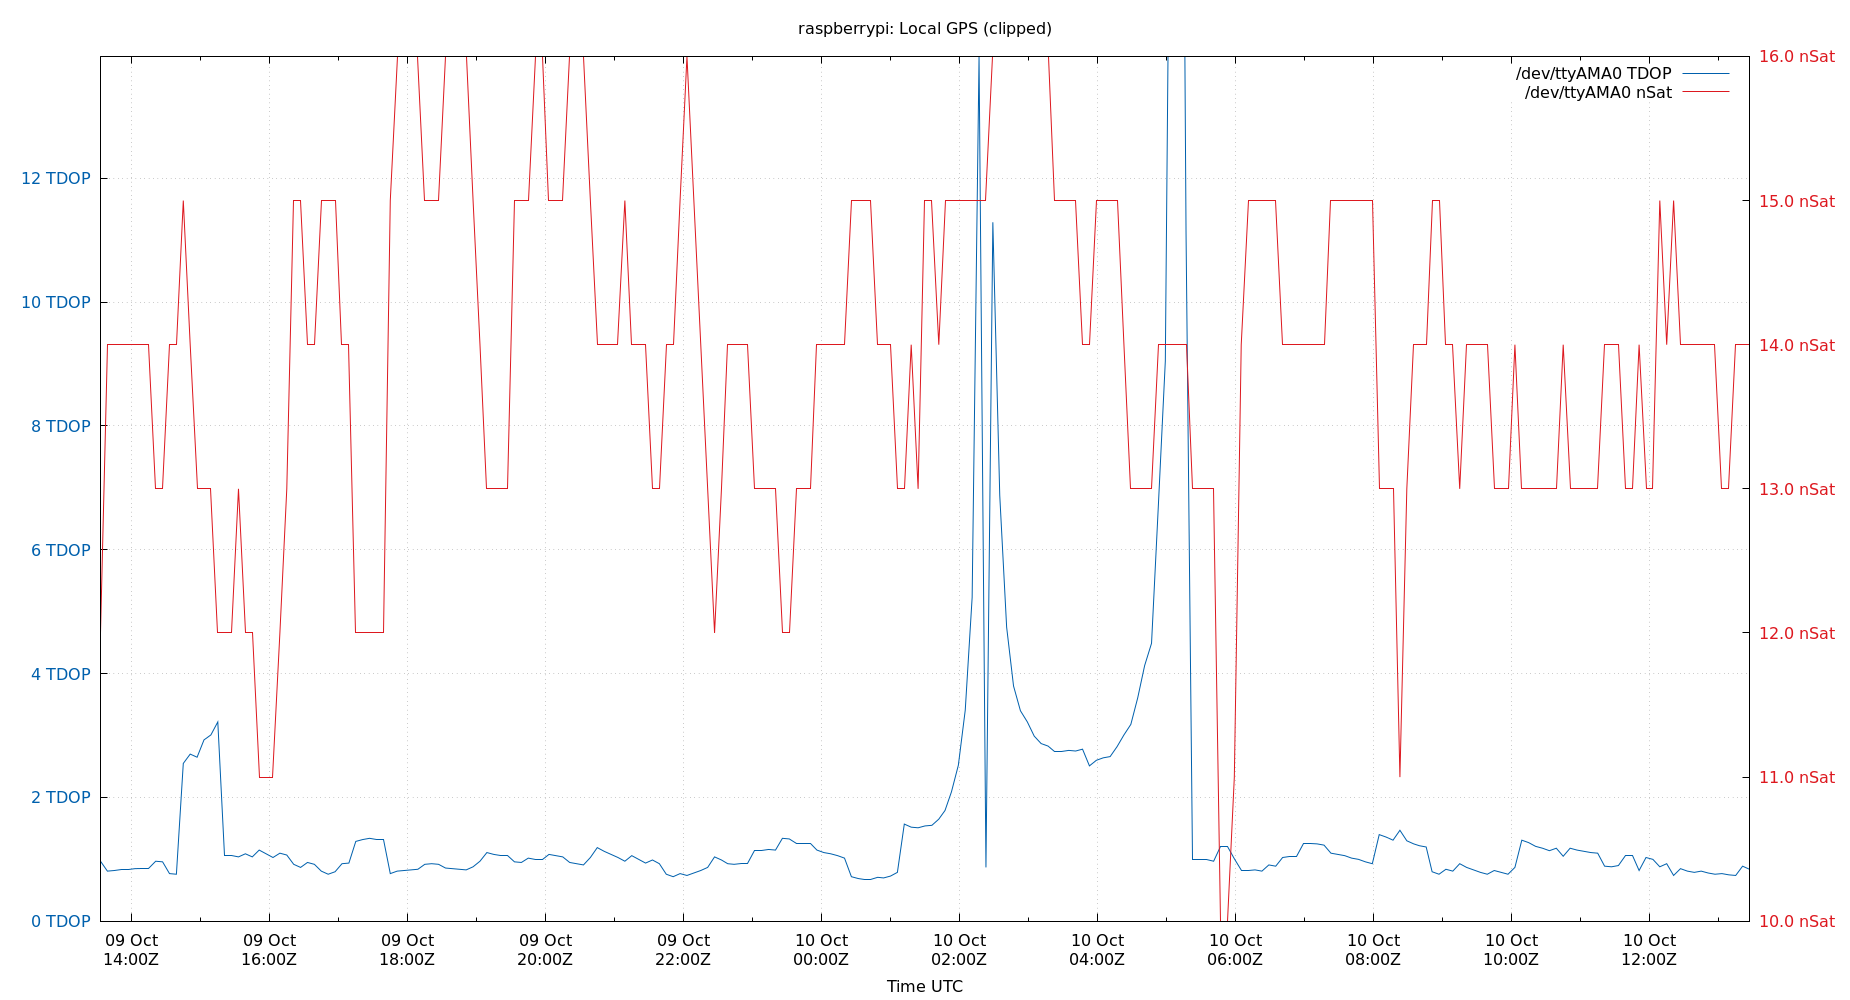 raspberrypi: Local GPS (clipped)
16.0 nSat
/dev/ttyAMA0 TDOP
/dev/ttyAMA0 nSat
12 TDOP
15.0 nSat
10 TDOP
14.0 nSat
8 TDOP
13.0 nSat
6 TDOP
12.0 nSat
4 TDOP
11.0 nSat
2 TDOP
0 TDOP
10.0 nSat
09 Oct 09 Oct 09 Oct 09 Oct 09 Oct 10 Oct 10 Oct 10 Oct 10 Oct 10 Oct 10 Oct 10 Oct
14:00Z 16:00Z 18:00Z 20:00Z 22:00Z 00:00Z 02:00Z 04:00Z 06:00Z 08:00Z 10:00Z 12:00Z
Time UTC